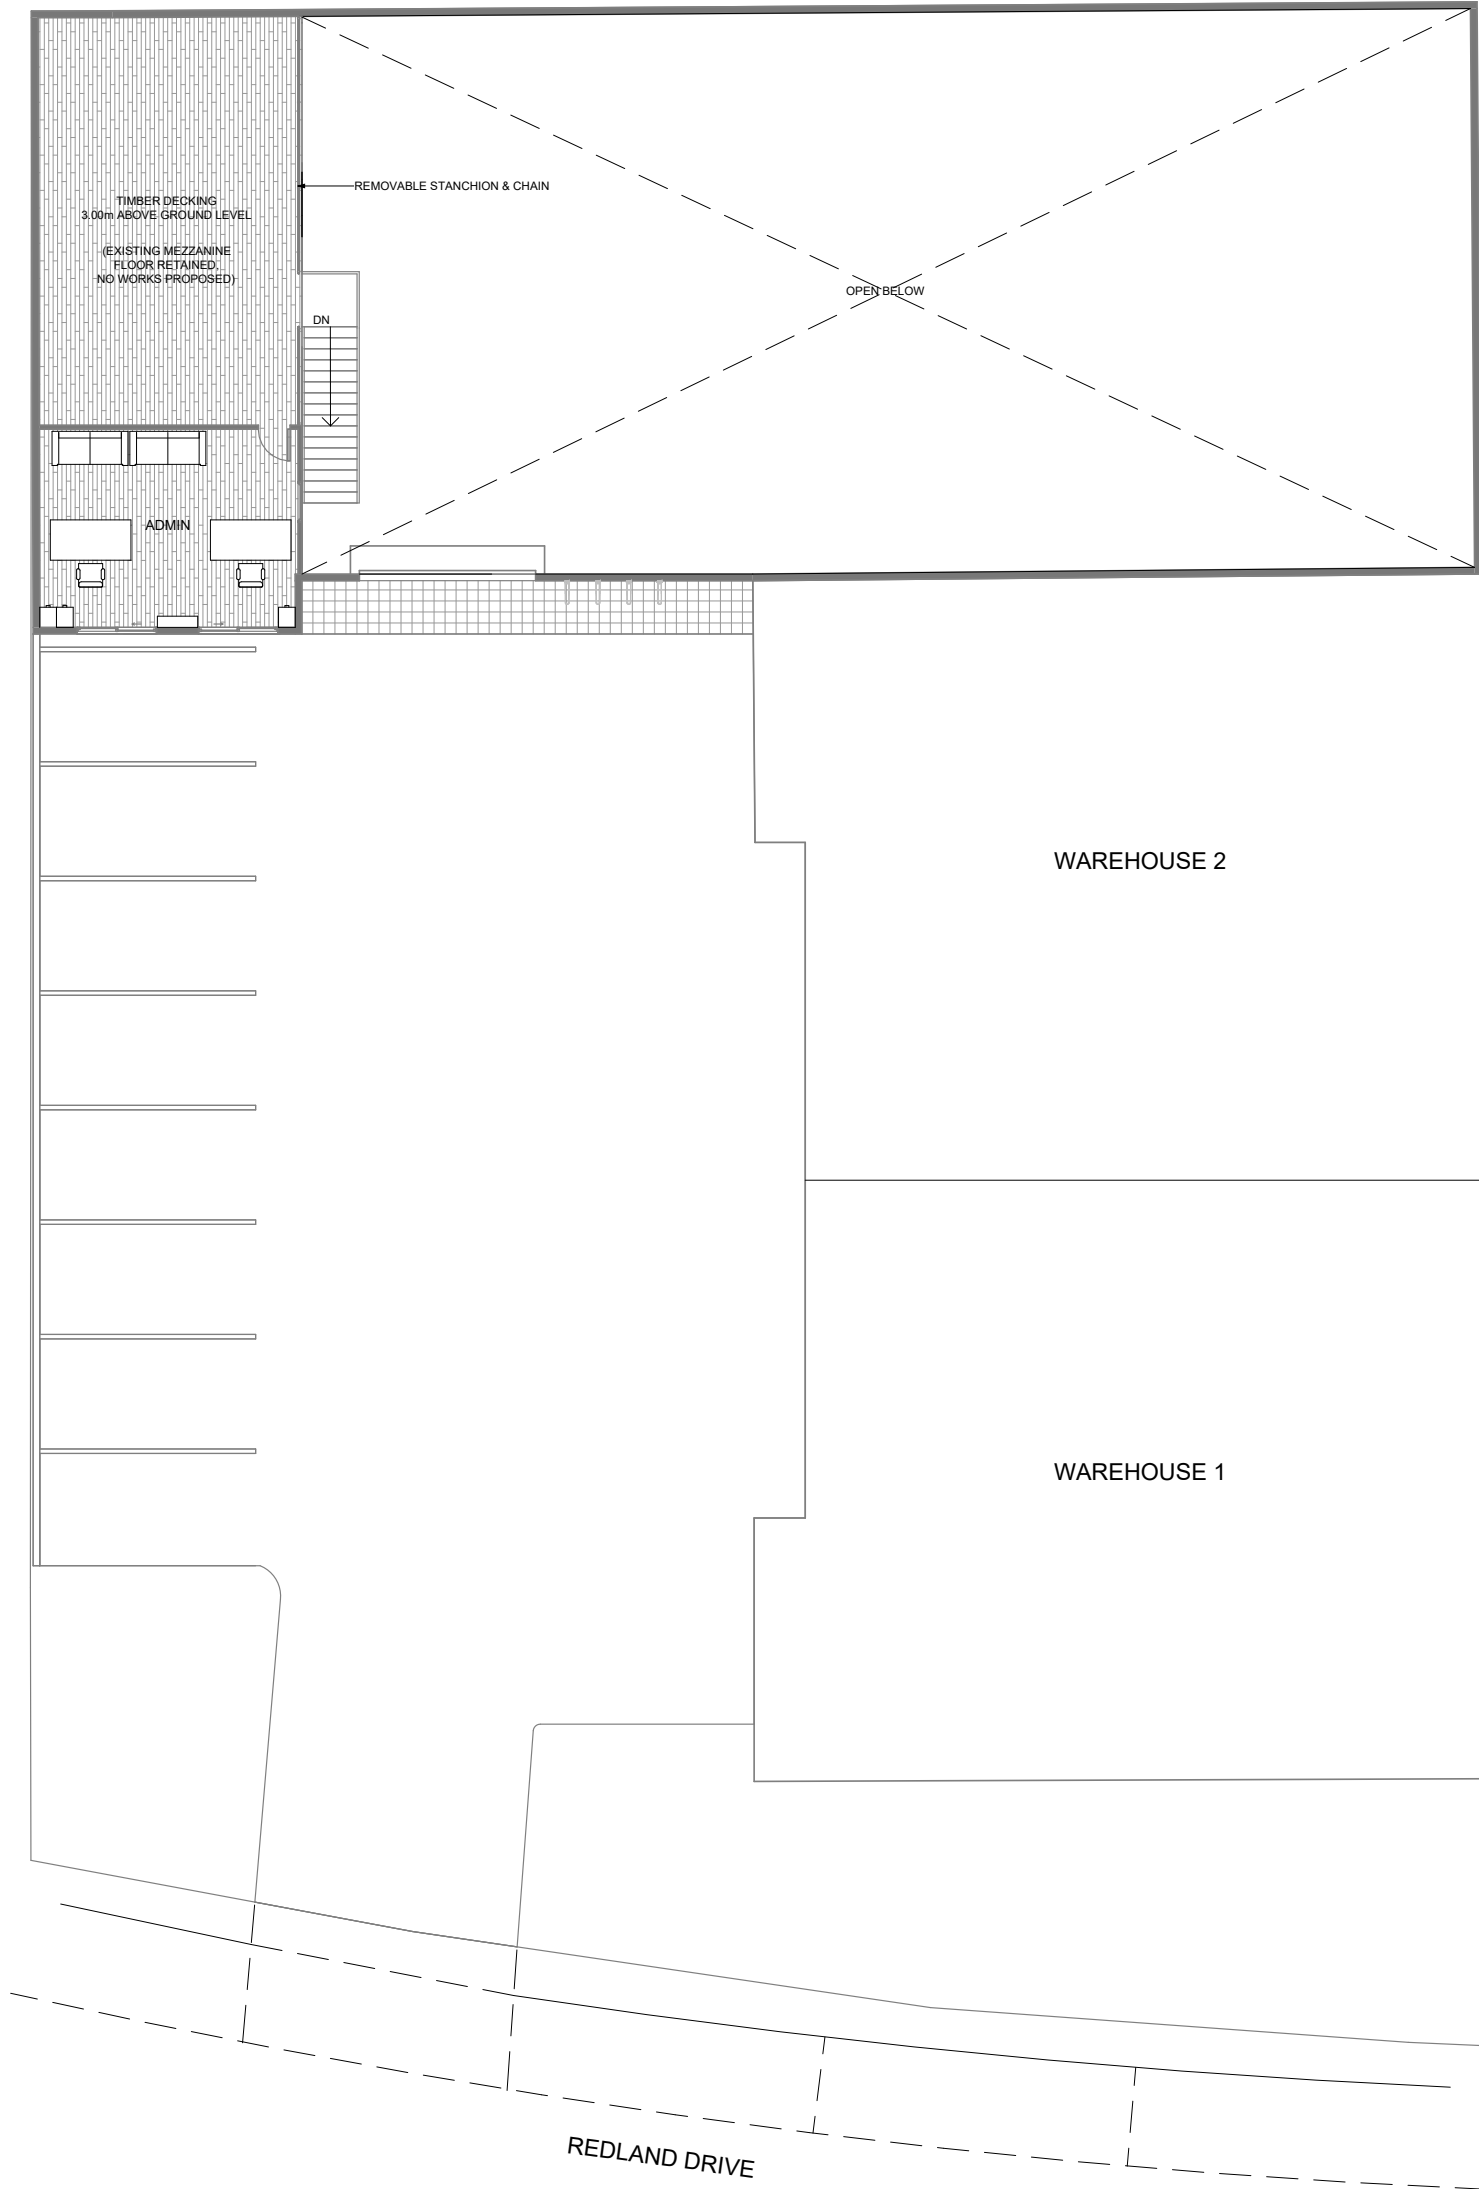 TIMBER DECKING
3.00m ABOVE GROUND LEVEL
(EXISTING MEZZANINE
FLOOR RETAINED,
NO WORKS PROPOSED)
REMOVABLE STANCHION & CHAIN
OPEN BELOW
DN
ADMIN
WAREHOUSE 2
WAREHOUSE 1
REDLAND DRIVE